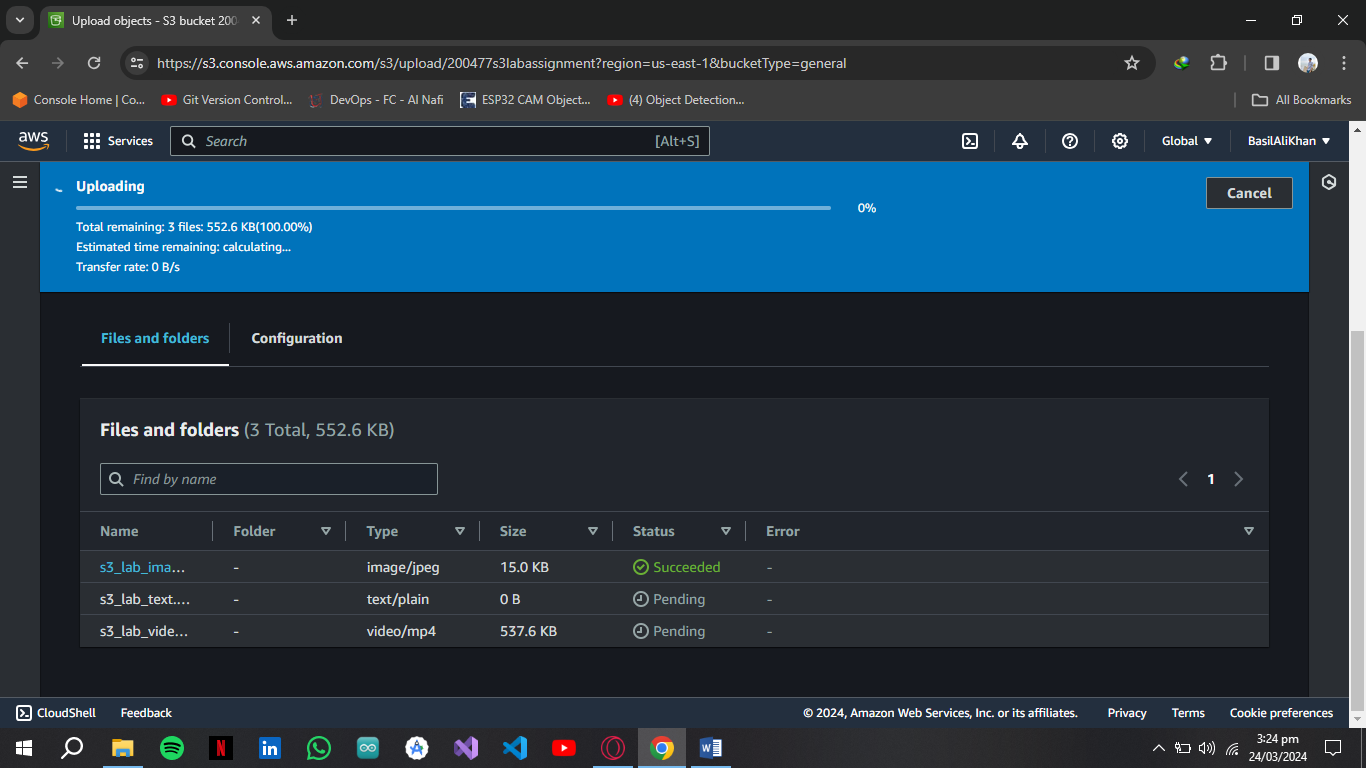 Upload objects - S3 bucket 200
https://s3.console.aws.amazon.com/s3/upload/200477s3labassignment?region=us-east-1&bucketType=general
Console Home | Co... Git Version Control... DevOps - FC - Al Nafi ESP32 CAM Object... (4) Object Detection... All Bookmarks
aws Services Search [Alt+S] Global BasilAliKhan
Uploading
0%
Cancel
Total remaining: 3 files: 552.6 KB(100.00%)
Estimated time remaining: calculating...
Transfer rate: 0 B/s
Files and folders Configuration
Files and folders (3 Total, 552.6 KB)
Find by name 1
Name Folder Type Size Status Error
s3_lab_ima... - image/jpeg 15.0 KB Succeeded -
s3_lab_text.... - text/plain 0 B Pending -
s3_lab_vide... - video/mp4 537.6 KB Pending -
CloudShell Feedback © 2024, Amazon Web Services, Inc. or its affiliates. Privacy Terms Cookie preferences
3:24 pm
24/03/2024